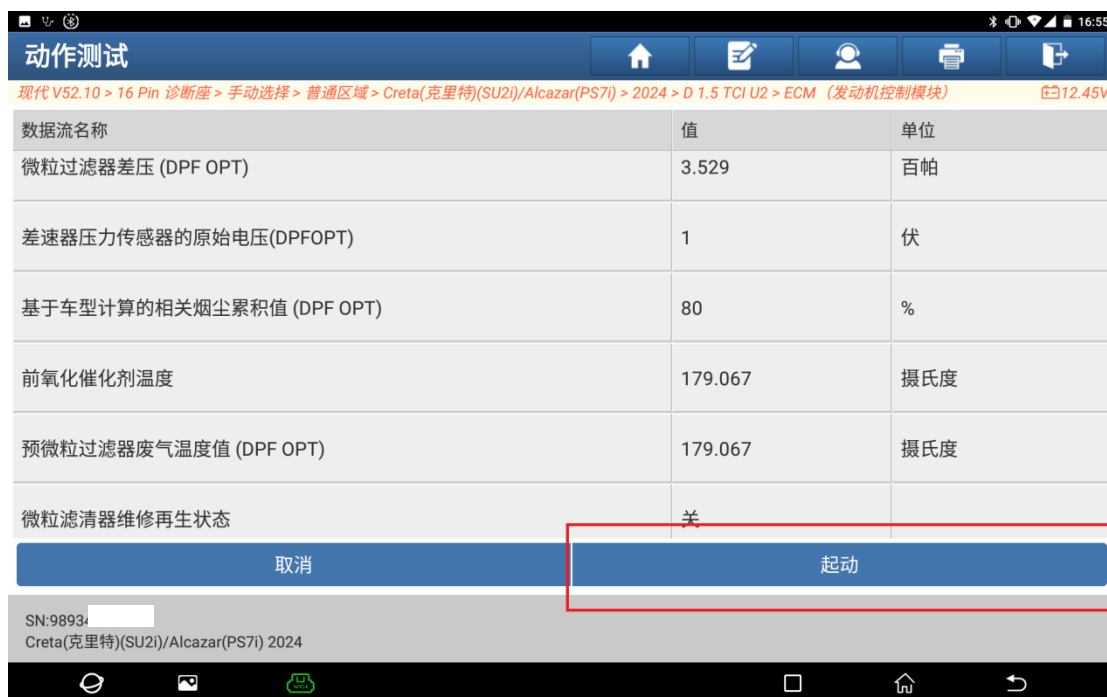 16:55
动作测试
现代 V52.10 > 16 Pin 诊断座 > 手动选择 > 普通区域 > Creta(克里特)(SU2i)/Alcazar(PS7i) > 2024 > D 1.5 TCI U2 > ECM（发动机控制模块） 12.45V
数据流名称 值 单位
微粒过滤器差压 (DPF OPT) 3.529 百帕
差速器压力传感器的原始电压(DPFOPT) 1 伏
基于车型计算的相关烟尘累积值 (DPF OPT) 80 %
前氧化催化剂温度 179.067 摄氏度
预微粒过滤器废气温度值 (DPF OPT) 179.067 摄氏度
微粒滤清器维修再生状态 关
取消 起动
SN:9893
Creta(克里特)(SU2i)/Alcazar(PS7i) 2024
VCI